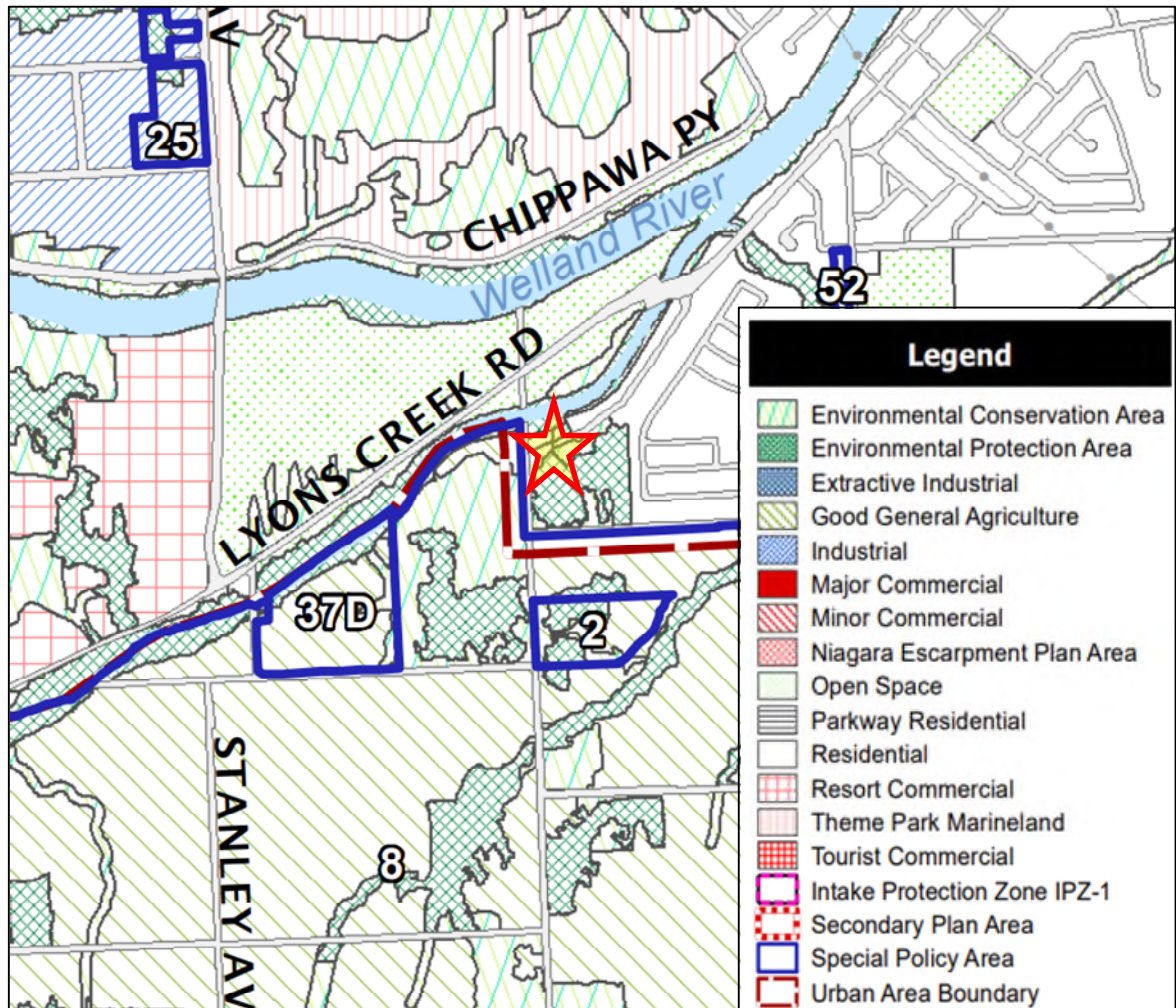 AV
25
CHIPPAWA PY
Welland River
52
LYONS CREEK RD
37D
2
STANLEY AV
8
Legend
Environmental Conservation Area
Environmental Protection Area
Extractive Industrial
Good General Agriculture
Industrial
Major Commercial
Minor Commercial
Niagara Escarpment Plan Area
Open Space
Parkway Residential
Residential
Resort Commercial
Theme Park Marineland
Tourist Commercial
Intake Protection Zone IPZ-1
Secondary Plan Area
Special Policy Area
Urban Area Boundary